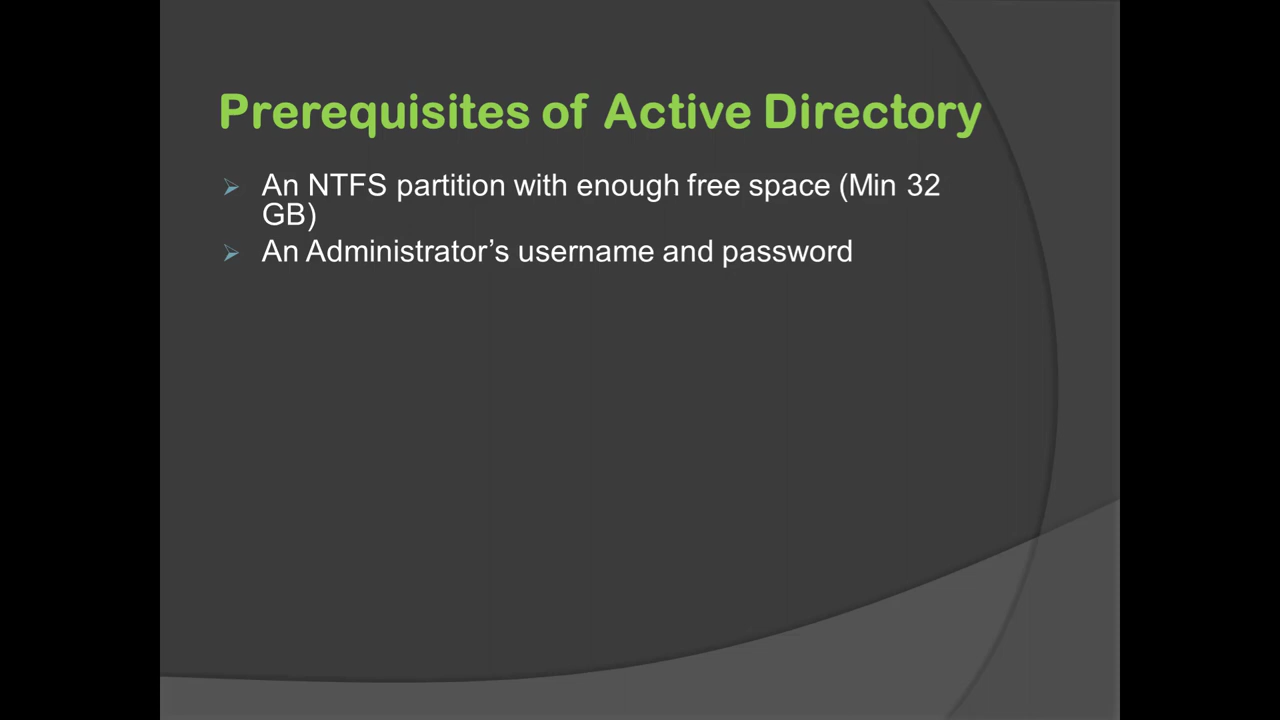 Prerequisites of Active Directory
An NTFS partition with enough free space (Min 32
GB)
An Administrator’s username and password